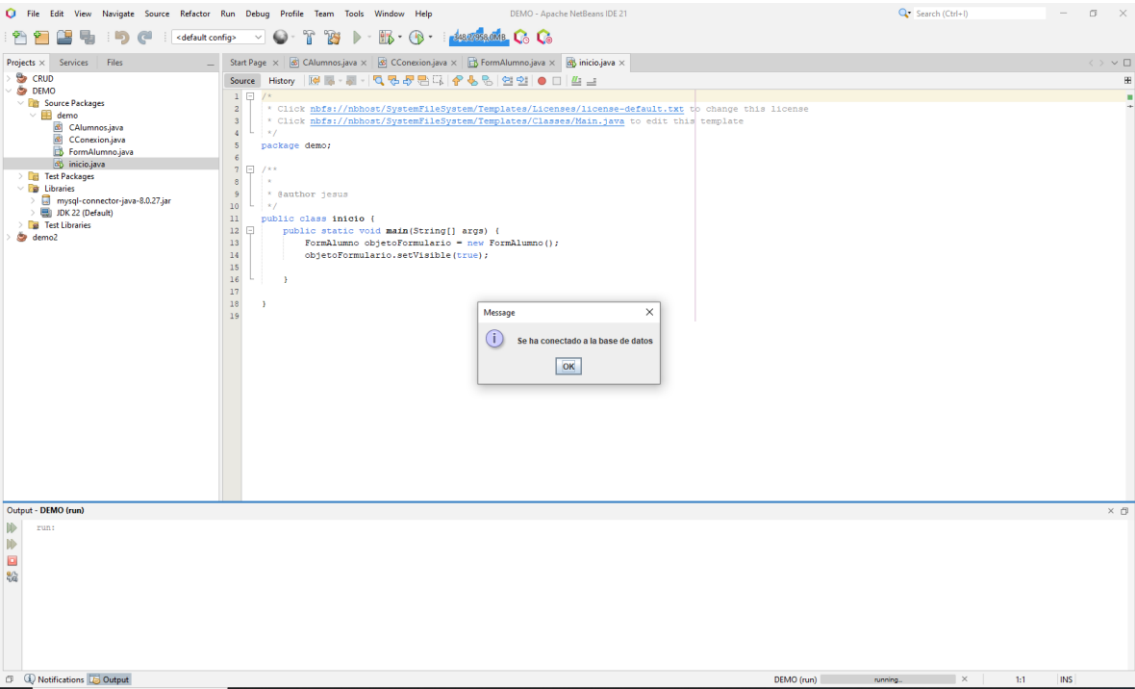 File Edit View Navigate Source Refactor Run Debug Profile Team Tools Window Help
DEMO - Apache NetBeans IDE 21
Search (Ctrl+I)
<default config>
Projects Services Files
Start Page CAlumnos.java CConexion.java FormAlumno.java inicio.java
Source History
CRUD
DEMO
Source Packages
demo
CAlumnos.java
CConexion.java
FormAlumno.java
inicio.java
Test Packages
Libraries
mysql-connector-java-8.0.27.jar
JDK 22 (Default)
Test Libraries
demo2
1 /*
2 * Click nbfs://nbhost/SystemFileSystem/Templates/Licenses/license-default.txt to change this license
3 * Click nbfs://nbhost/SystemFileSystem/Templates/Classes/Main.java to edit this template
4 */
5 package demo;
6
7 /**
8 *
9 * @author jesus
10 */
11 public class inicio {
12 public static void main(String[] args) {
13 FormAlumno objetoFormulario = new FormAlumno();
14 objetoFormulario.setVisible(true);
15
16 }
17
18 }
19
Message
Se ha conectado a la base de datos
OK
Output - DEMO (run)
run:
Notifications Output
DEMO (run) running... 1:1 INS